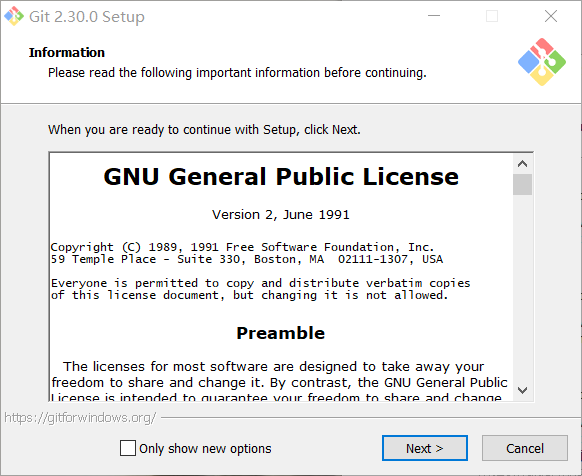 Git 2.30.0 Setup
Information
Please read the following important information before continuing.
When you are ready to continue with Setup, click Next.
GNU General Public License
Version 2, June 1991
Copyright (C) 1989, 1991 Free Software Foundation, Inc.
59 Temple Place - Suite 330, Boston, MA  02111-1307, USA
Everyone is permitted to copy and distribute verbatim copies
of this license document, but changing it is not allowed.
Preamble
The licenses for most software are designed to take away your
freedom to share and change it. By contrast, the GNU General Public
License is intended to guarantee your freedom to share and change
https://gitforwindows.org/
Only show new options
Next >
Cancel